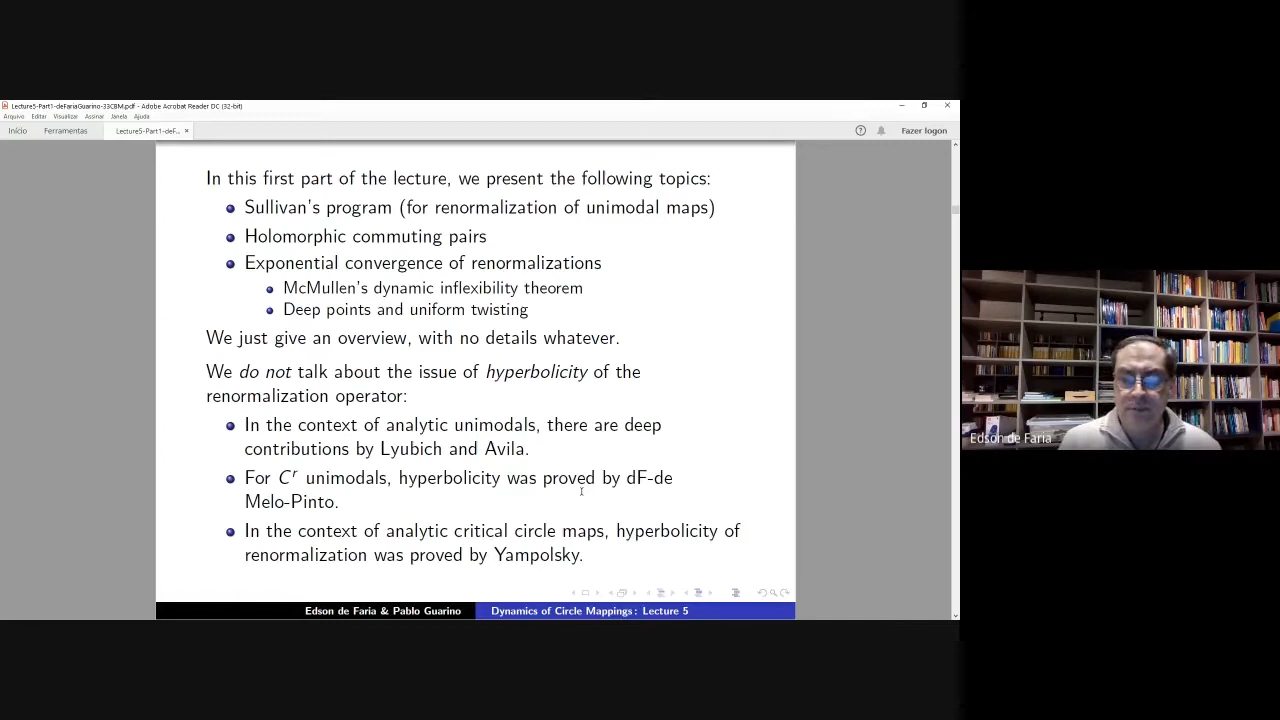 Lecture5-Part1-deFariaGuarino-33CBM.pdf - Adobe Acrobat Reader DC (32-bit)
Arquivo Editar Visualizar Assinar Janela Ajuda
Início Ferramentas Lecture5-Part1-deF... × Fazer logon
In this first part of the lecture, we present the following topics:
Sullivan's program (for renormalization of unimodal maps)
Holomorphic commuting pairs
Exponential convergence of renormalizations
McMullen's dynamic inflexibility theorem
Deep points and uniform twisting
We just give an overview, with no details whatever.
We do not talk about the issue of hyperbolicity of the
renormalization operator:
In the context of analytic unimodals, there are deep
contributions by Lyubich and Avila.
For C^r unimodals, hyperbolicity was proved by dF-de
Melo-Pinto.
In the context of analytic critical circle maps, hyperbolicity of
renormalization was proved by Yampolsky.
Edson de Faria & Pablo Guarino Dynamics of Circle Mappings: Lecture 5
Edson de Faria